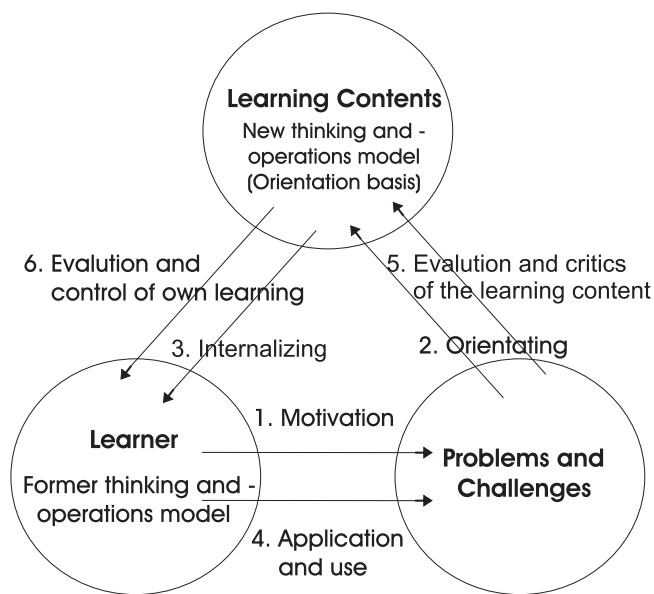 Learning Contents
New thinking and -
operations model
(Orientation basis)
6. Evalution and
control of own learning
5. Evalution and critics
of the learning content
3. Internalizing
2. Orientating
1. Motivation
Learner
Former thinking and -
operations model
Problems and
Challenges
4. Application
and use